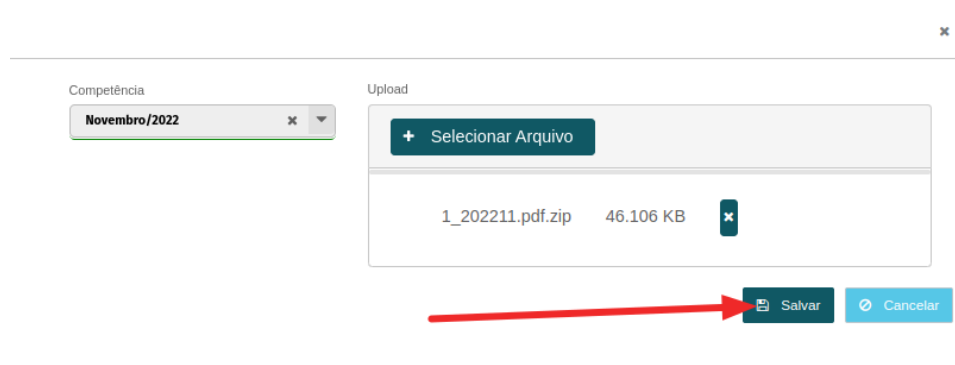 Competência
Novembro/2022
Upload
Selecionar Arquivo
1_202211.pdf.zip 46.106 KB
Salvar
Cancelar